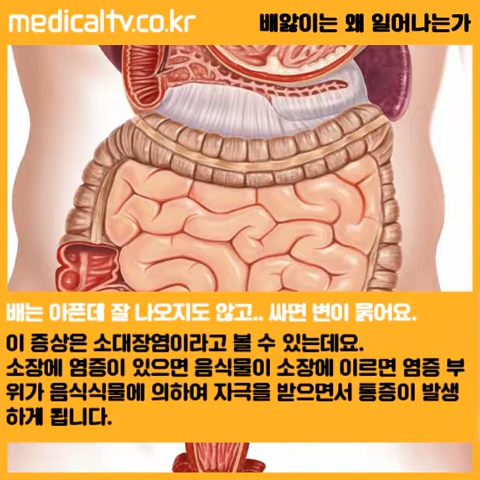 medicaltv.co.kr
배앓이는 왜 일어나는가
배는 아픈데 잘 나오지도 않고.. 싸면 변이 묽어요.
이 증상은 소대장염이라고 볼 수 있는데요.
소장에 염증이 있으면 음식물이 소장에 이르면 염증 부
위가 음식식물에 의하여 자극을 받으면서 통증이 발생
하게 됩니다.